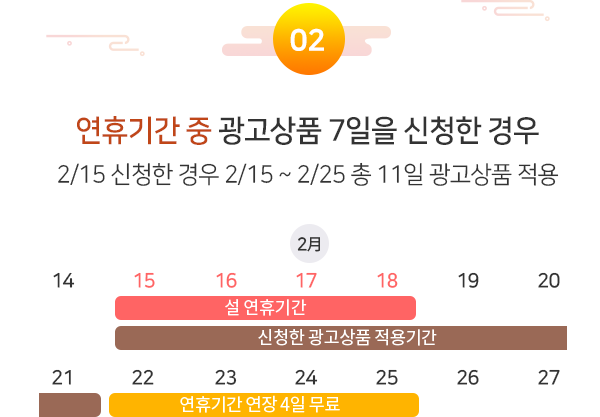 02
연휴기간 중 광고상품 7일을 신청한 경우
2/15 신청한 경우 2/15 ~ 2/25 총 11일 광고상품 적용
2월
14 15 16 17 18 19 20
설 연휴기간
신청한 광고상품 적용기간
21 22 23 24 25 26 27
연휴기간 연장 4일 무료